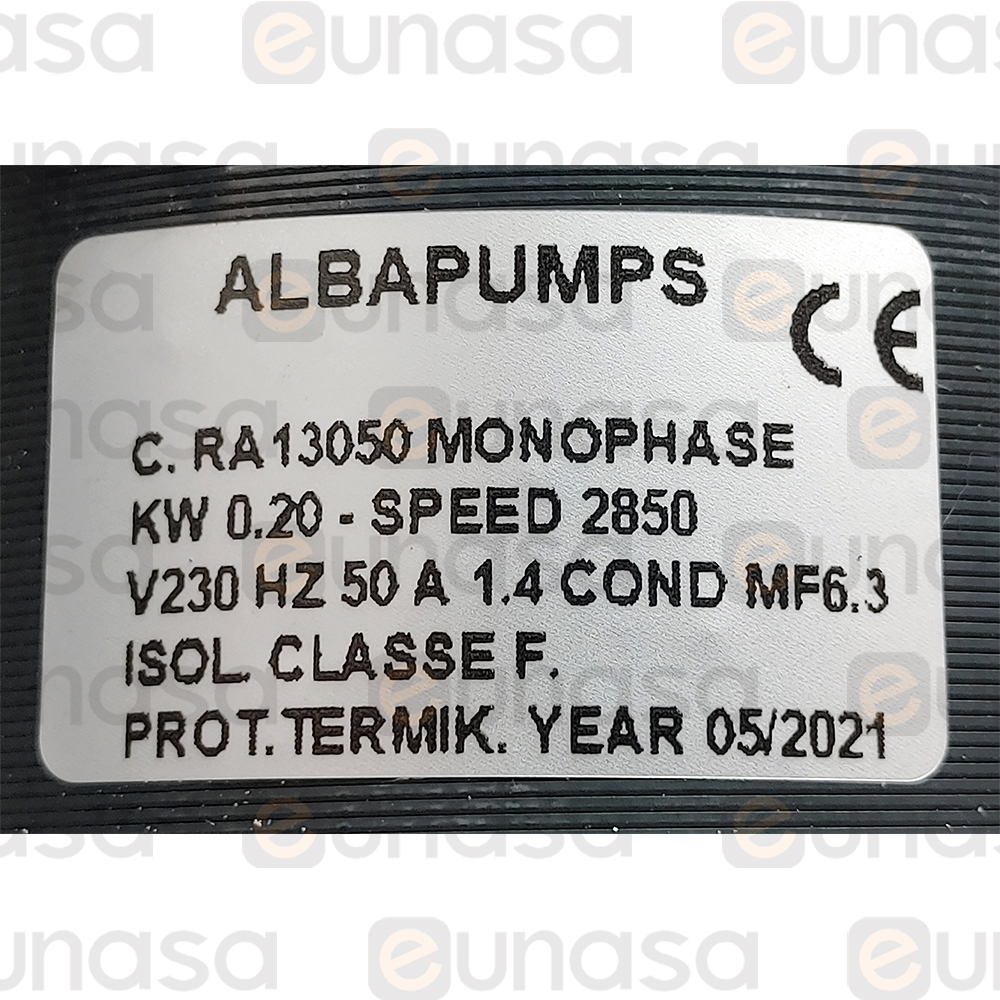 ALBAPUMPS
CE
C. RA13050 MONOPHASE
KW 0.20 - SPEED 2850
V230 HZ 50 A 1.4 COND MF6.3
ISOL. CLASSE F.
PROT.TERMIK. YEAR 05/2021
eunasa